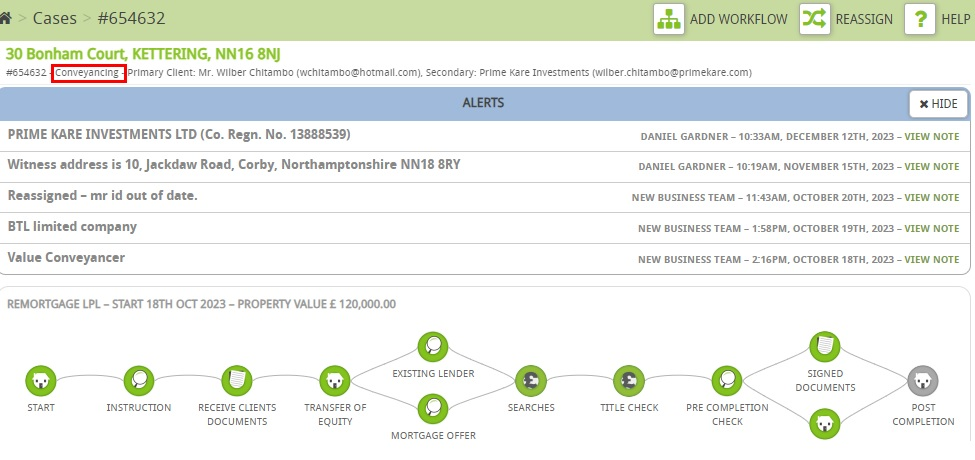 > Cases > #654632
ADD WORKFLOW REASSIGN ? HELP
30 Bonham Court, KETTERING, NN16 8NJ
#654632 - Conveyancing - Primary Client: Mr. Wilber Chitambo (wchitambo@hotmail.com), Secondary: Prime Kare Investments (wilber.chitambo@primekare.com)
ALERTS
✖ HIDE
PRIME KARE INVESTMENTS LTD (Co. Regn. No. 13888539)
DANIEL GARDNER – 10:33AM, DECEMBER 12TH, 2023 – VIEW NOTE
Witness address is 10, Jackdaw Road, Corby, Northamptonshire NN18 8RY
DANIEL GARDNER – 10:19AM, NOVEMBER 15TH, 2023 – VIEW NOTE
Reassigned – mr id out of date.
NEW BUSINESS TEAM – 11:43AM, OCTOBER 20TH, 2023 – VIEW NOTE
BTL limited company
NEW BUSINESS TEAM – 1:58PM, OCTOBER 19TH, 2023 – VIEW NOTE
Value Conveyancer
NEW BUSINESS TEAM – 2:16PM, OCTOBER 18TH, 2023 – VIEW NOTE
REMORTGAGE LPL – START 18TH OCT 2023 – PROPERTY VALUE £ 120,000.00
START
INSTRUCTION
RECEIVE CLIENTS
DOCUMENTS
TRANSFER OF
EQUITY
EXISTING LENDER
MORTGAGE OFFER
£
SEARCHES
£
TITLE CHECK
PRE COMPLETION
CHECK
SIGNED
DOCUMENTS
POST
COMPLETION